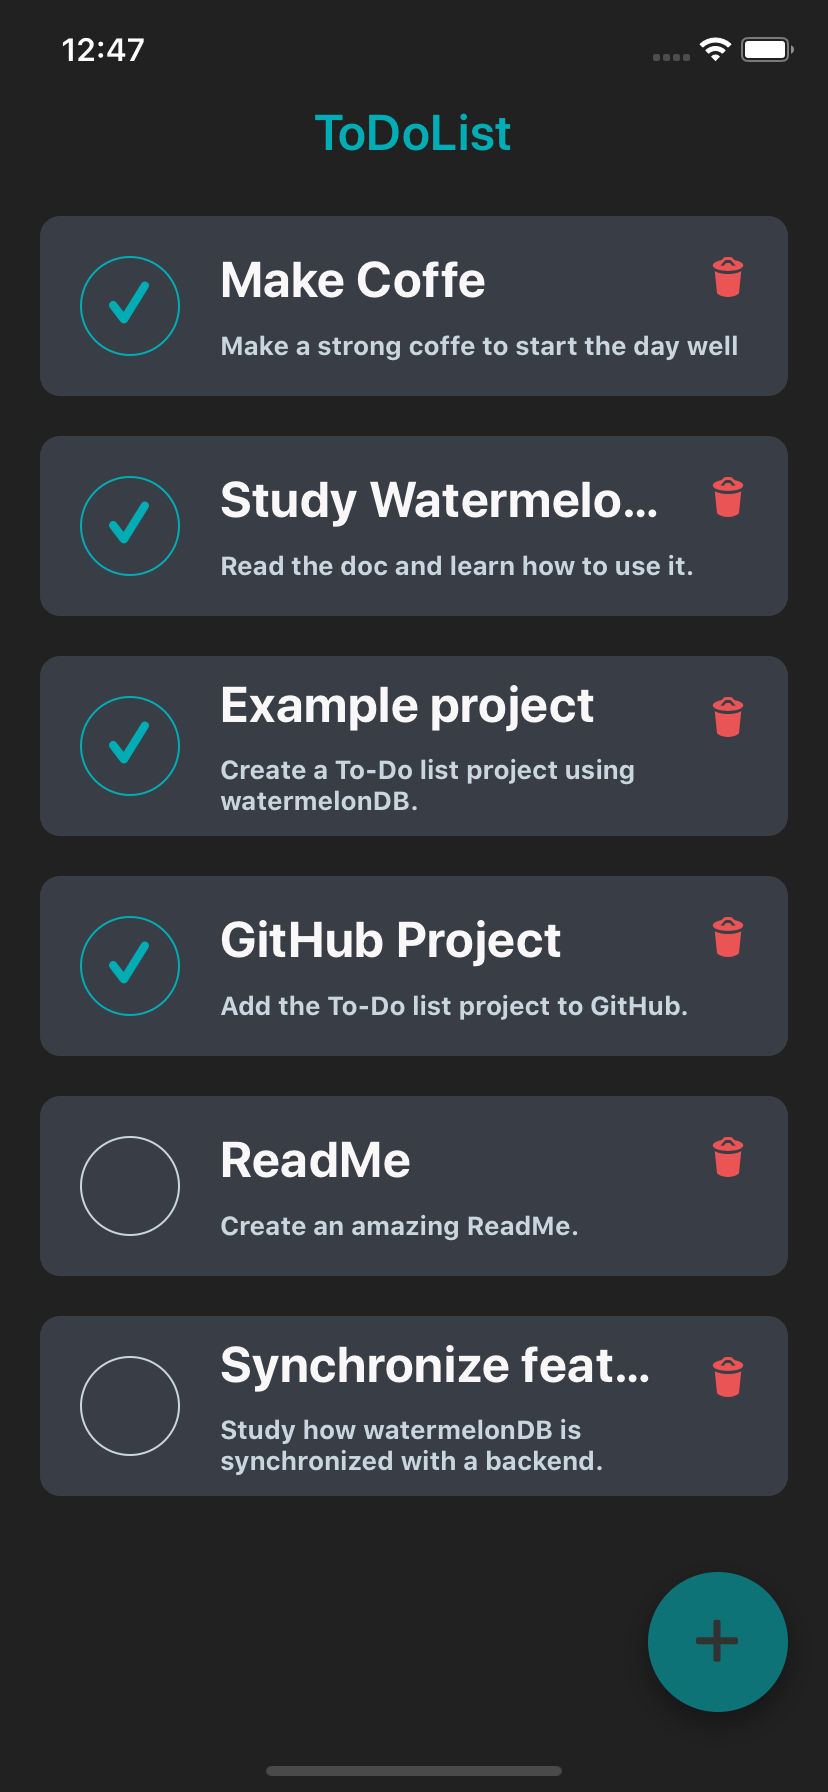 12:47
ToDoList
Make Coffe
Make a strong coffe to start the day well
Study Watermelo...
Read the doc and learn how to use it.
Example project
Create a To-Do list project using
watermelonDB.
GitHub Project
Add the To-Do list project to GitHub.
ReadMe
Create an amazing ReadMe.
Synchronize feat...
Study how watermelonDB is
synchronized with a backend.